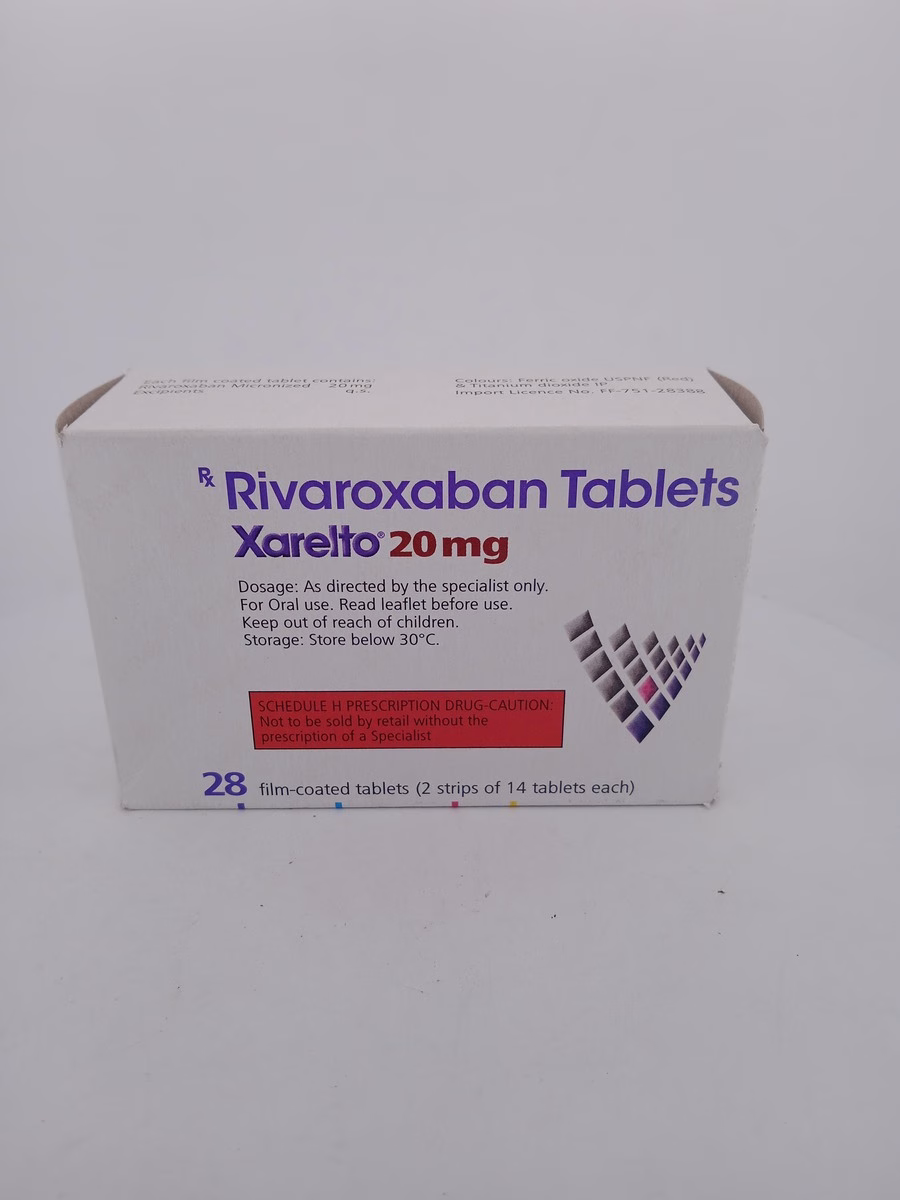 Each film coated tablet contains:
Rivaroxaban Micronized 20 mg
Excipients q.s.
Colours: Ferric oxide USPNF (Red)
& Titanium dioxide IP
Import Licence No. FF-751-28388
Rx Rivaroxaban Tablets
Xarelto® 20 mg
Dosage: As directed by the specialist only.
For Oral use. Read leaflet before use.
Keep out of reach of children.
Storage: Store below 30°C.
SCHEDULE H PRESCRIPTION DRUG-CAUTION:
Not to be sold by retail without the
prescription of a Specialist
28 film-coated tablets (2 strips of 14 tablets each)